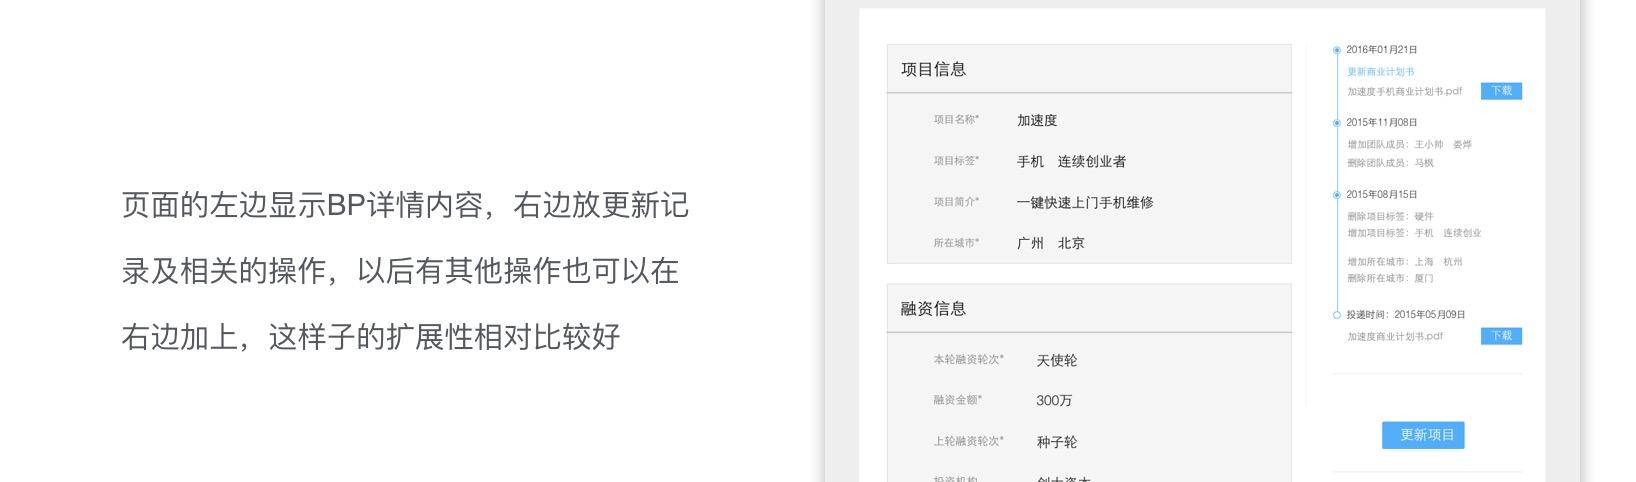 页面的左边显示BP详情内容，右边放更新记
录及相关的操作，以后有其他操作也可以在
右边加上，这样子的扩展性相对比较好
项目信息
项目名称* 加速度
项目标签* 手机 连续创业者
项目简介* 一键快速上门手机维修
所在城市* 广州 北京
融资信息
本轮融资轮次* 天使轮
融资金额* 300万
上轮融资轮次* 种子轮
2016年01月21日
更新商业计划书
加速度手机商业计划书.pdf 下载
2015年11月08日
增加团队成员：王小帅 娄烨
删除团队成员：马枫
2015年08月15日
删除项目标签：硬件
增加项目标签：手机 连续创业
增加所在城市：上海 杭州
删除所在城市：厦门
投递时间：2015年05月09日
加速度商业计划书.pdf 下载
更新项目